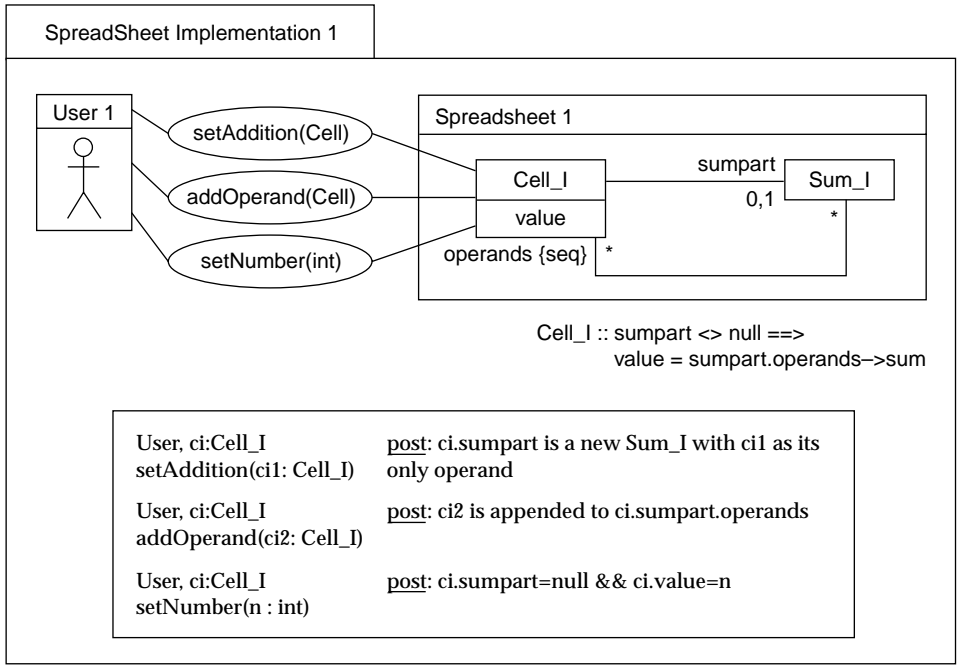 SpreadSheet Implementation 1
User 1
setAddition(Cell)
addOperand(Cell)
setNumber(int)
Spreadsheet 1
Cell_I
value
sumpart
0,1
Sum_I
*
operands {seq}
*
Cell_I :: sumpart <> null ==>
value = sumpart.operands–>sum
User, ci:Cell_I post: ci.sumpart is a new Sum_I with ci1 as its
setAddition(ci1: Cell_I) only operand
User, ci:Cell_I post: ci2 is appended to ci.sumpart.operands
addOperand(ci2: Cell_I)
User, ci:Cell_I post: ci.sumpart=null && ci.value=n
setNumber(n : int)